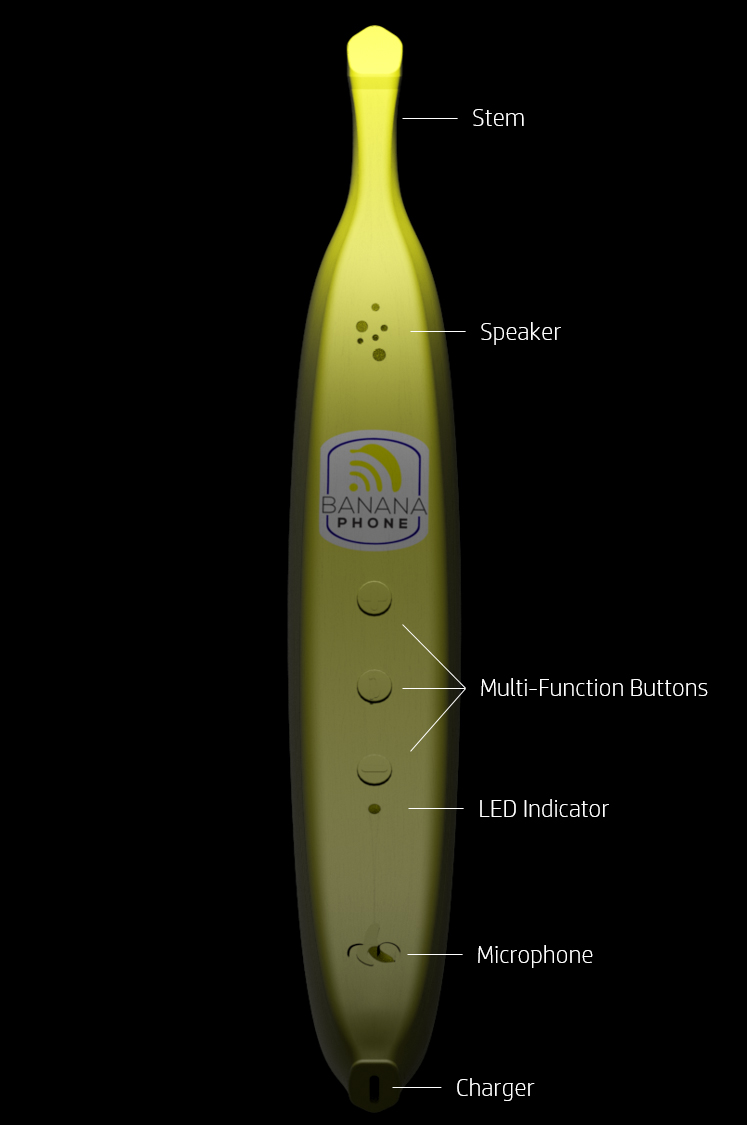 Stem
Speaker
BANANA
PHONE
Multi-Function Buttons
LED Indicator
Microphone
Charger